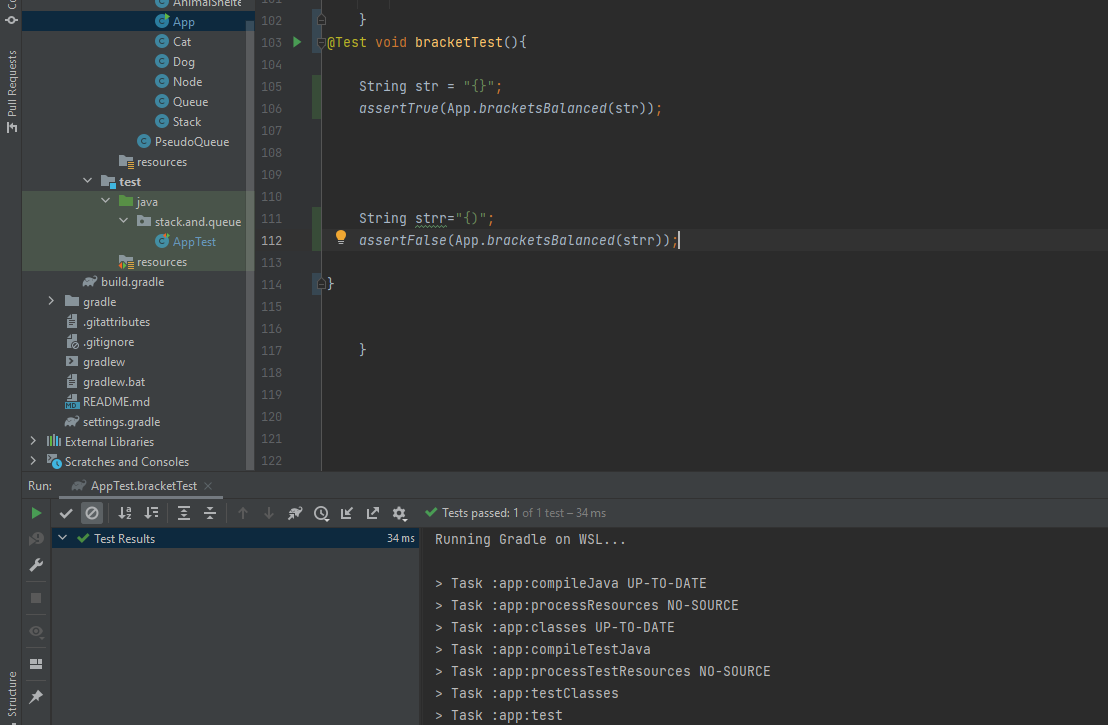 Co
Pull Requests
AnimalShelte
App
Cat
Dog
Node
Queue
Stack
PseudoQueue
resources
test
java
stack.and.queue
AppTest
resources
build.gradle
gradle
.gitattributes
.gitignore
gradlew
gradlew.bat
README.md
settings.gradle
External Libraries
Scratches and Consoles
102 }
103 @Test void bracketTest(){
104
105 String str = "{}";
106 assertTrue(App.bracketsBalanced(str));
107
108
109
110
111 String strr="{)";
112 assertFalse(App.bracketsBalanced(strr));
113
114 }
115
116
117 }
118
119
120
121
122
Run: AppTest.bracketTest
Tests passed: 1 of 1 test – 34 ms
Test Results 34 ms
Running Gradle on WSL...
> Task :app:compileJava UP-TO-DATE
> Task :app:processResources NO-SOURCE
> Task :app:classes UP-TO-DATE
> Task :app:compileTestJava
> Task :app:processTestResources NO-SOURCE
> Task :app:testClasses
> Task :app:test
Structure